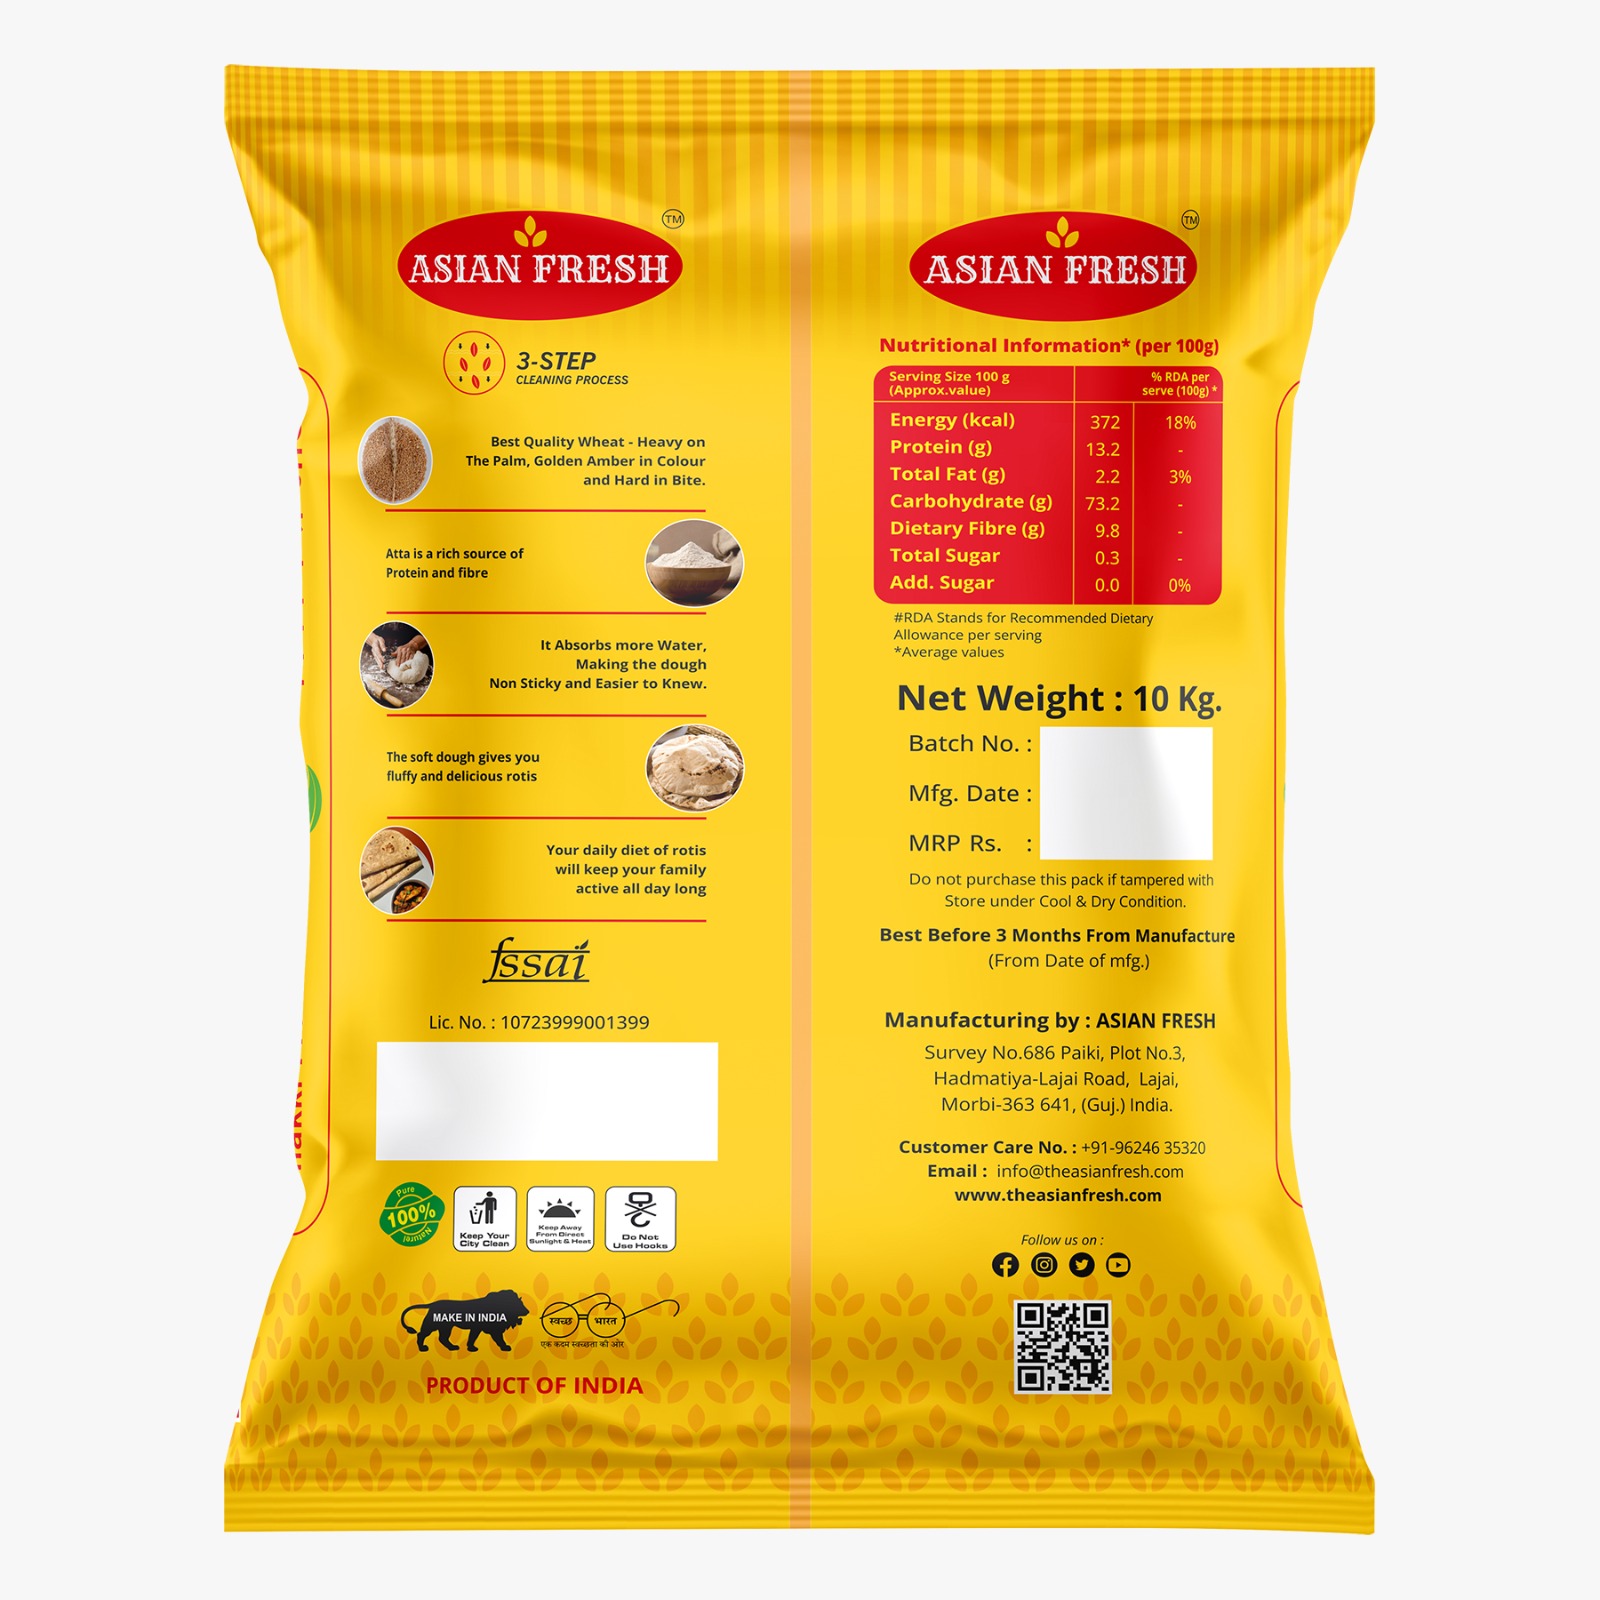 ASIAN FRESH
TM
3-STEP
CLEANING PROCESS
Best Quality Wheat - Heavy on
The Palm, Golden Amber in Colour
and Hard in Bite.
Atta is a rich source of
Protein and fibre
It Absorbs more Water,
Making the dough
Non Sticky and Easier to Knew.
The soft dough gives you
fluffy and delicious rotis
Your daily diet of rotis
will keep your family
active all day long
fssai
Lic. No. : 10723999001399
Pure
100%
Natural
Keep Your
City Clean
Keep Away
From Direct
Sunlight & Heat
Do Not
Use Hooks
MAKE IN INDIA
स्वच्छ भारत
एक कदम स्वच्छता की ओर
PRODUCT OF INDIA
ASIAN FRESH
TM
Nutritional Information* (per 100g)
Serving Size 100 g
(Approx.value)
% RDA per
serve (100g) *
Energy (kcal) 372 18%
Protein (g) 13.2 -
Total Fat (g) 2.2 3%
Carbohydrate (g) 73.2 -
Dietary Fibre (g) 9.8 -
Total Sugar 0.3 -
Add. Sugar 0.0 0%
#RDA Stands for Recommended Dietary
Allowance per serving
*Average values
Net Weight : 10 Kg.
Batch No. :
Mfg. Date :
MRP Rs. :
Do not purchase this pack if tampered with
Store under Cool & Dry Condition.
Best Before 3 Months From Manufacture
(From Date of mfg.)
Manufacturing by : ASIAN FRESH
Survey No.686 Paiki, Plot No.3,
Hadmatiya-Lajai Road, Lajai,
Morbi-363 641, (Guj.) India.
Customer Care No. : +91-96246 35320
Email : info@theasianfresh.com
www.theasianfresh.com
Follow us on :